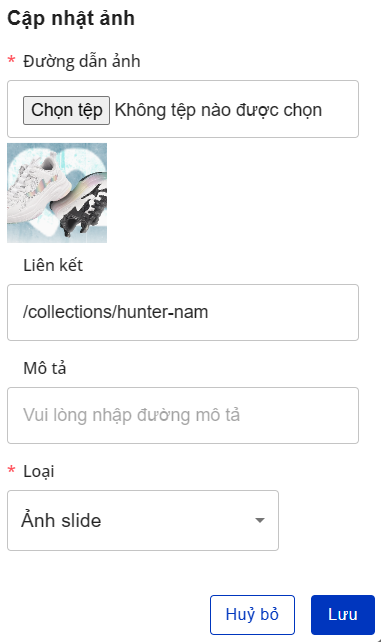 Cập nhật ảnh
* Đường dẫn ảnh
Chọn tệp Không tệp nào được chọn
Liên kết
/collections/hunter-nam
Mô tả
Vui lòng nhập đường mô tả
* Loại
Ảnh slide
Huỷ bỏ Lưu